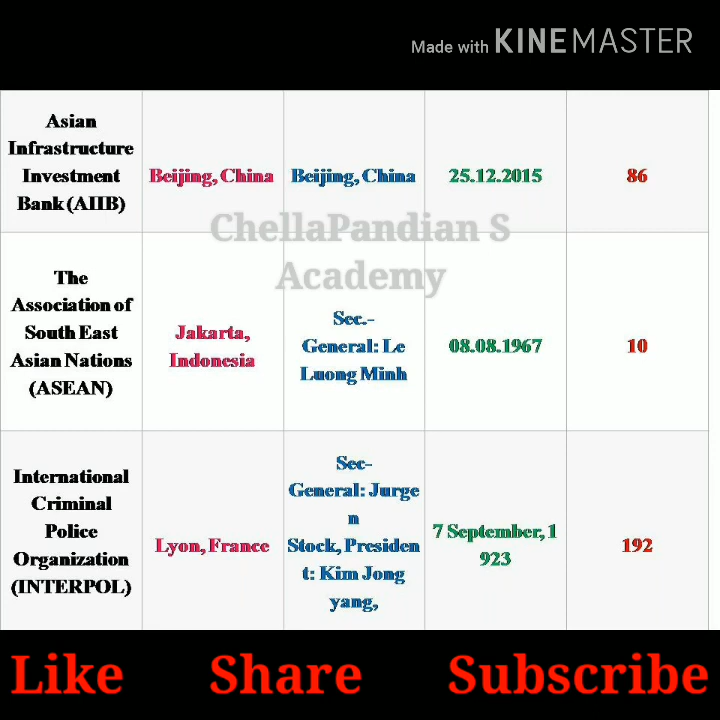 Made with KINEMASTER
Asian
Infrastructure
Investment
Bank (AIIB)
Beijing, China
Beijing, China
25.12.2015
86
ChellaPandian S
Academy
The
Association of
South East
Asian Nations
(ASEAN)
Jakarta,
Indonesia
Sec.-
General: Le
Luong Minh
08.08.1967
10
International
Criminal
Police
Organization
(INTERPOL)
Lyon, France
Sec-
General: Jurge
n
Stock, Presiden
t: Kim Jong
yang,
7 September, 1
923
192
Like Share Subscribe